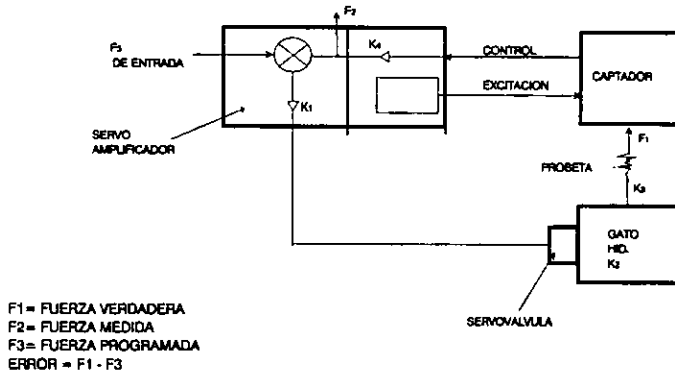 F2
F3
DE ENTRADA
K4
CONTROL
EXCITACION
CAPTADOR
K1
SERVO
AMPLIFICADOR
F1
PROBETA
K3
GATO
HID.
K2
SERVOVALVULA
F1= FUERZA VERDADERA
F2= FUERZA MEDIDA
F3= FUERZA PROGRAMADA
ERROR = F1 - F3